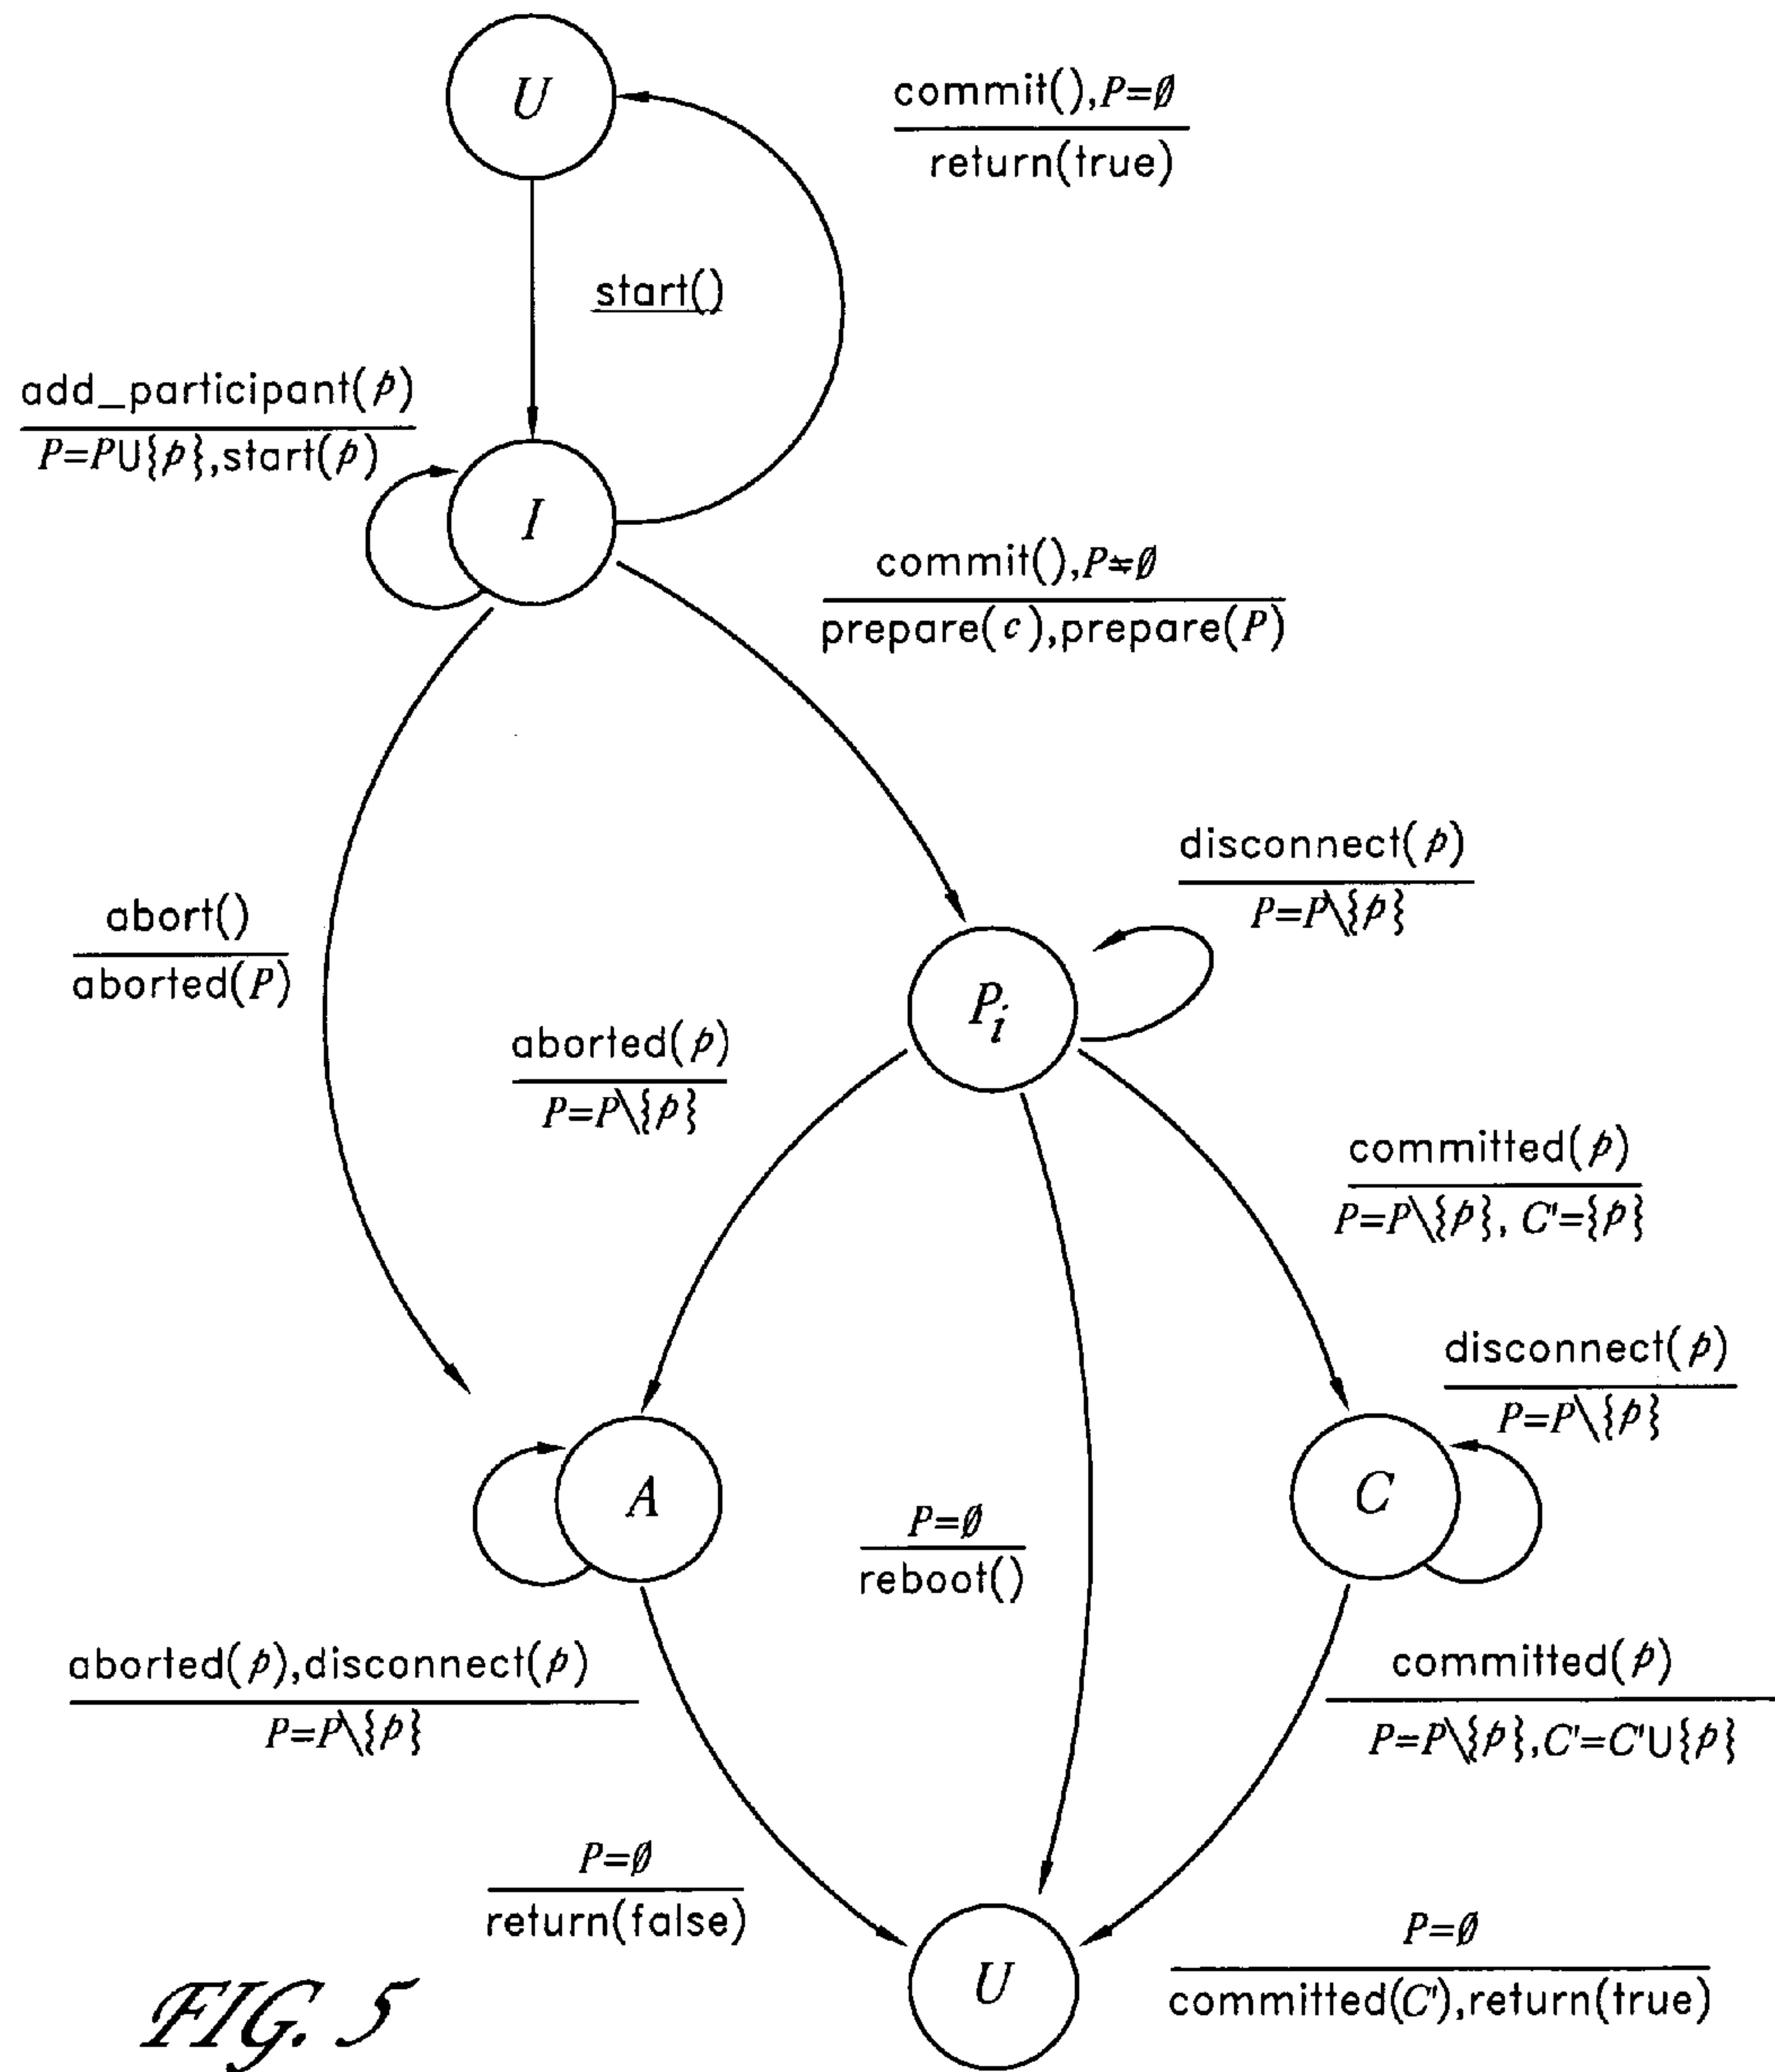 U
commit(),P=∅
return(true)
start()
add_participant(p)
P=PU{p},start(p)
I
commit(),P≠∅
prepare(c),prepare(P)
disconnect(p)
P=P\{p}
abort()
aborted(P)
P_i
aborted(p)
P=P\{p}
committed(p)
P=P\{p}, C'={p}
disconnect(p)
P=P\{p}
A
C
P=∅
reboot()
aborted(p),disconnect(p)
P=P\{p}
committed(p)
P=P\{p},C'=C'U{p}
P=∅
return(false)
U
P=∅
committed(C'),return(true)
FIG. 5